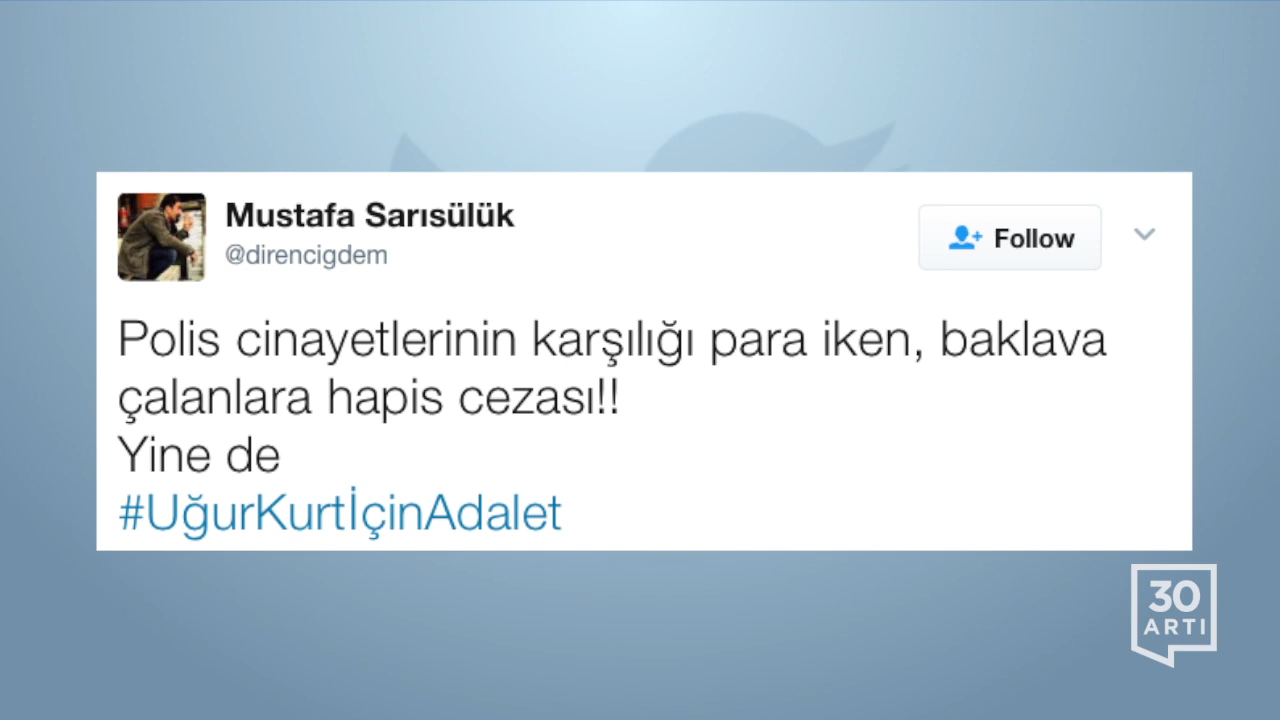 Mustafa Sarısülük
@direncigdem
Follow
Polis cinayetlerinin karşılığı para iken, baklava
çalanlara hapis cezası!!
Yine de
#UğurKurtİçinAdalet
30
ARTI